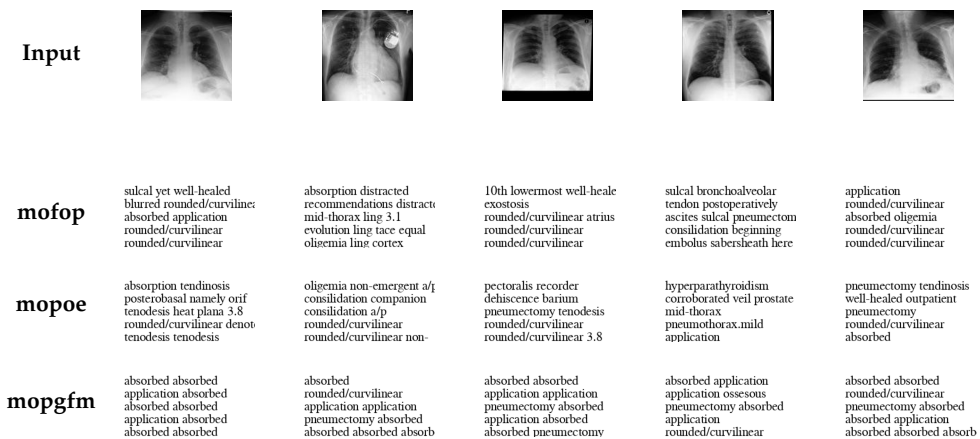 Input
mofop
sulcal yet well-healed
blurred rounded/curvilinea
absorbed application
rounded/curvilinear
rounded/curvilinear
absorption distracted
recommendations distracte
mid-thorax ling 3.1
evolution ling tace equal
oligemia ling cortex
10th lowermost well-heale
exostosis
rounded/curvilinear atrius
rounded/curvilinear
rounded/curvilinear
sulcal bronchoalveolar
tendon postoperatively
ascites sulcal pneumectom
consilidation beginning
embolus sabersheath here
application
rounded/curvilinear
absorbed oligemia
rounded/curvilinear
rounded/curvilinear
mopoe
absorption tendinosis
posterobasal namely orif
tenodesis heat plana 3.8
rounded/curvilinear denot
tenodesis tenodesis
oligemia non-emergent a/p
consilidation companion
consilidation a/p
rounded/curvilinear
rounded/curvilinear non-
pectoralis recorder
dehiscence barium
pneumectomy tenodesis
rounded/curvilinear
rounded/curvilinear 3.8
hyperparathyroidism
corroborated veil prostate
mid-thorax
pneumothorax.mild
application
pneumectomy tendinosis
well-healed outpatient
pneumectomy
rounded/curvilinear
absorbed
mopgfm
absorbed absorbed
application absorbed
absorbed absorbed
application absorbed
absorbed absorbed
absorbed
rounded/curvilinear
application application
pneumectomy absorbed
absorbed absorbed absorb
absorbed absorbed
application application
pneumectomy absorbed
application absorbed
absorbed pneumectomy
absorbed application
application ossesous
pneumectomy absorbed
application
rounded/curvilinear
absorbed absorbed
rounded/curvilinear
pneumectomy absorbed
absorbed application
absorbed absorbed absorb